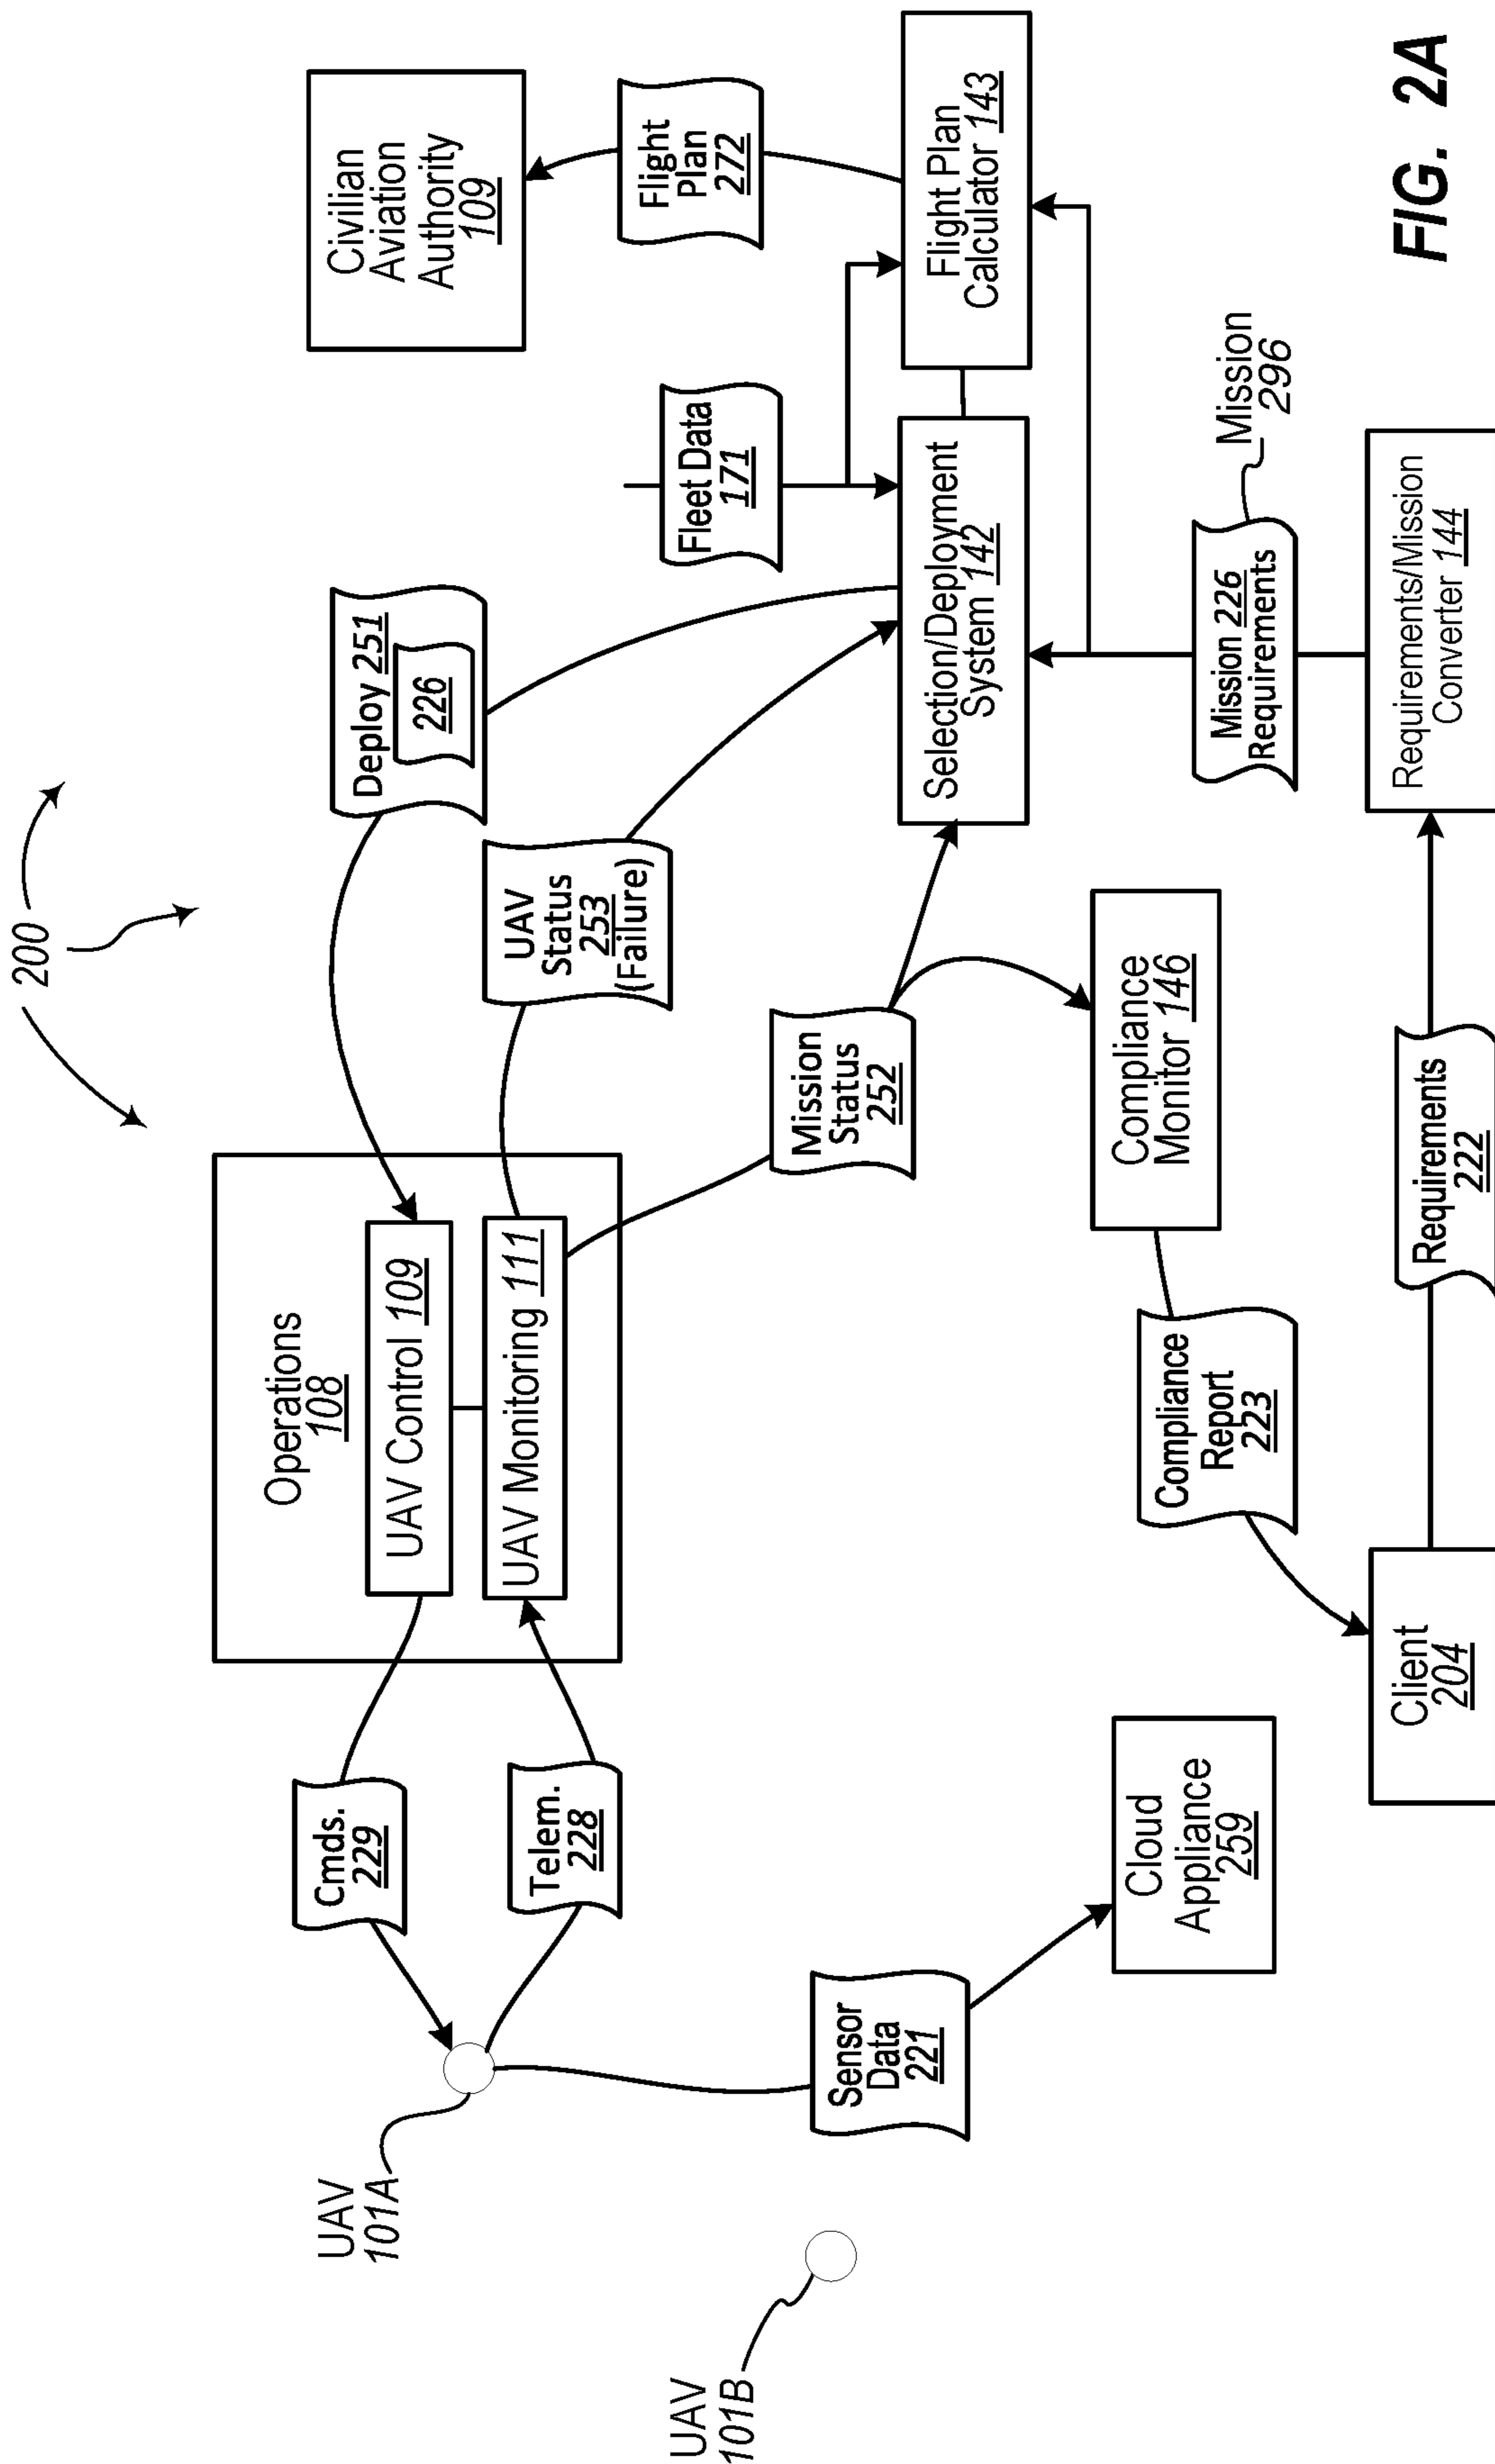 200
Civilian
Aviation
Authority
109
Operations
108
UAV Control 109
UAV Monitoring 111
Deploy 251
226
Flight
Plan
272
Cmds.
229
Telem.
228
UAV
Status
253
(Failure)
Fleet Data
171
UAV
101A
UAV
101B
Sensor
Data
221
Mission
Status
252
Selection/Deployment
System 142
Flight Plan
Calculator 143
Cloud
Appliance
259
Compliance
Monitor 146
Compliance
Report
223
Mission 226
Requirements
Mission
296
Client
204
Requirements
222
Requirements/Mission
Converter 144
FIG. 2A